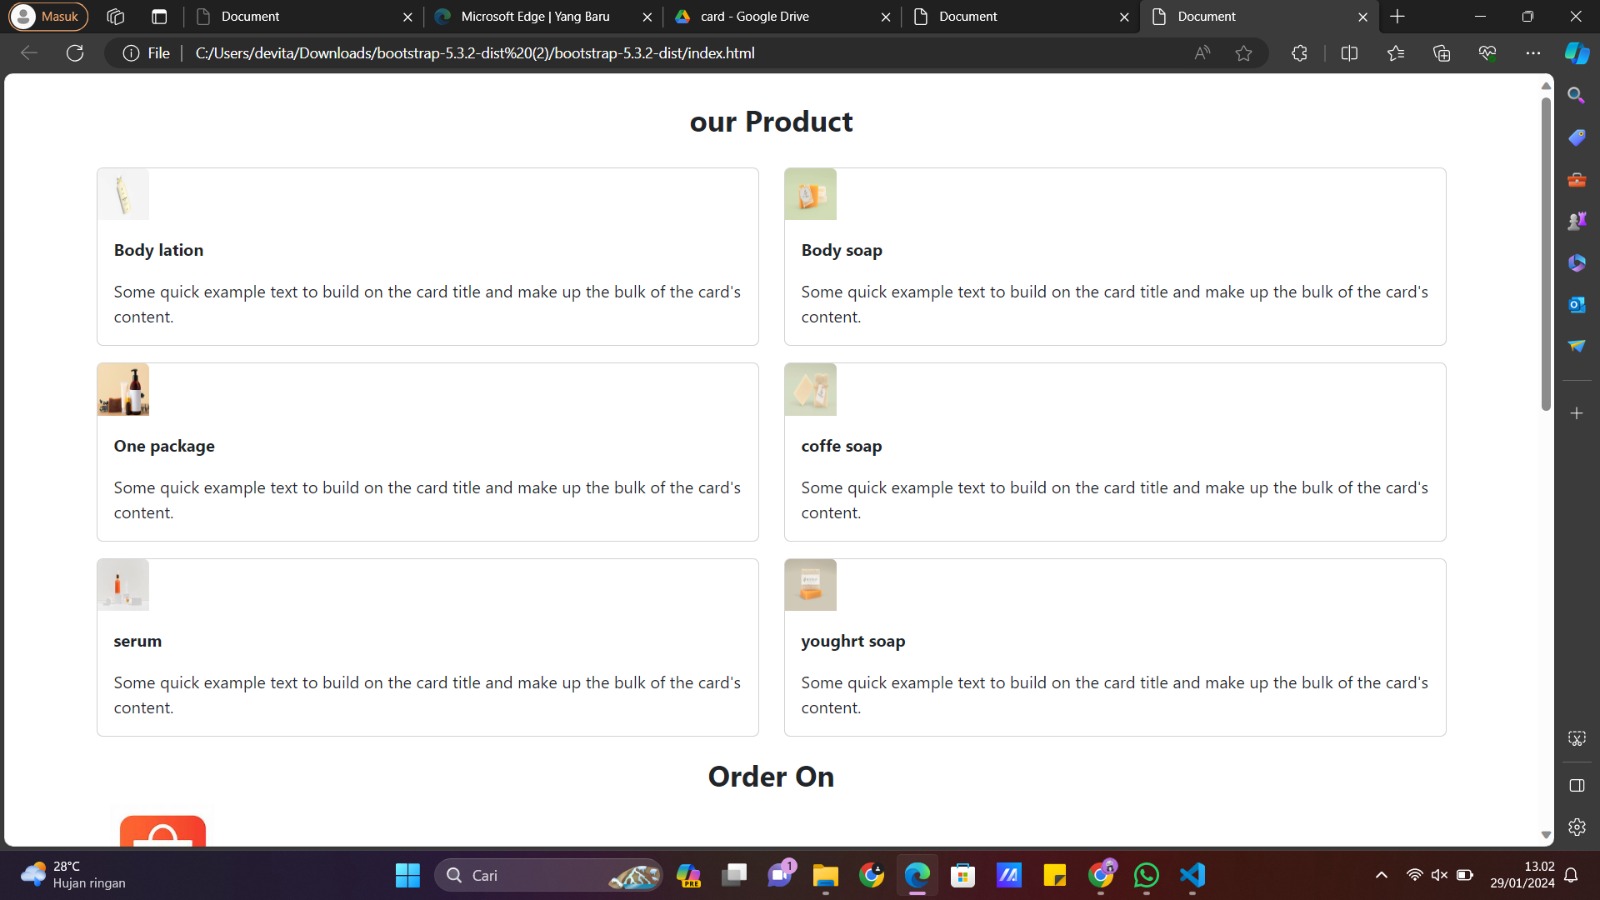 Masuk
Document
Microsoft Edge | Yang Baru
card - Google Drive
Document
Document
File
C:/Users/devita/Downloads/bootstrap-5.3.2-dist%20(2)/bootstrap-5.3.2-dist/index.html
our Product
Body lation
Some quick example text to build on the card title and make up the bulk of the card's
content.
Body soap
Some quick example text to build on the card title and make up the bulk of the card's
content.
One package
Some quick example text to build on the card title and make up the bulk of the card's
content.
coffe soap
Some quick example text to build on the card title and make up the bulk of the card's
content.
serum
Some quick example text to build on the card title and make up the bulk of the card's
content.
youghrt soap
Some quick example text to build on the card title and make up the bulk of the card's
content.
Order On
28°C
Hujan ringan
Cari
PRE
1
13.02
29/01/2024